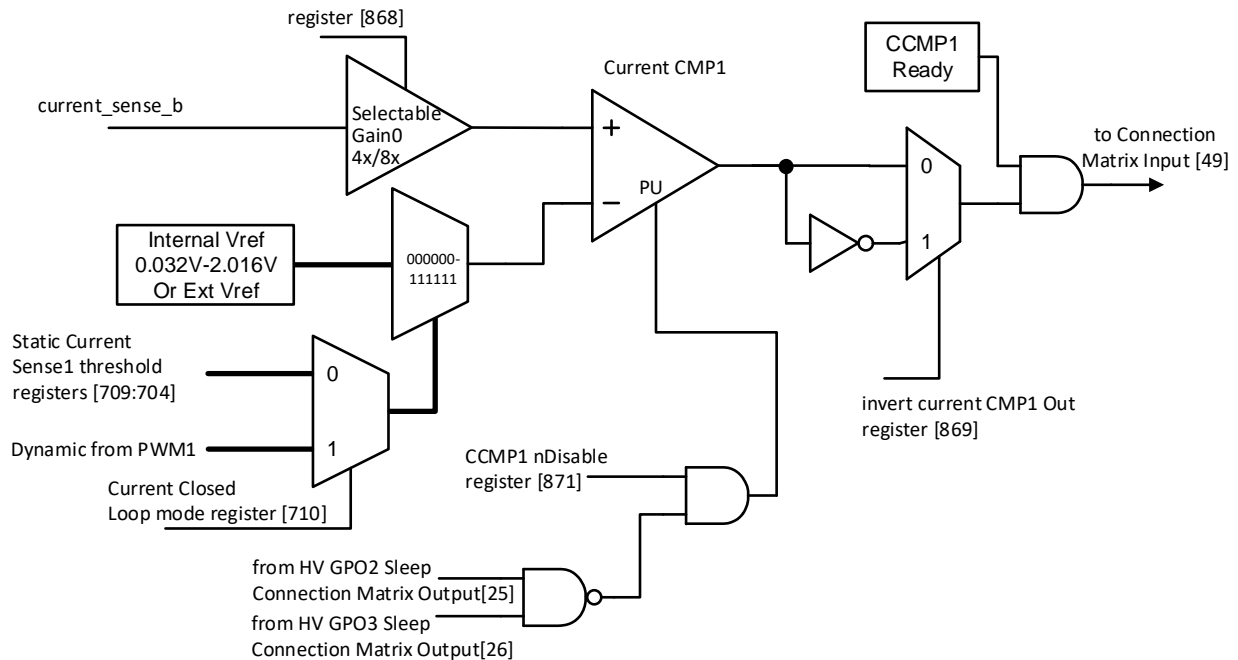 register [868]
CCMP1
Ready
Current CMP1
current_sense_b
Selectable
Gain0
4x/8x
+
to Connection
Matrix Input [49]
0
PU
–
Internal Vref
0.032V-2.016V
Or Ext Vref
000000-
111111
1
Static Current
Sense1 threshold
registers [709:704]
0
invert current CMP1 Out
register [869]
Dynamic from PWM1
1
CCMP1 nDisable
register [871]
Current Closed
Loop mode register [710]
from HV GPO2 Sleep
Connection Matrix Output[25]
from HV GPO3 Sleep
Connection Matrix Output[26]